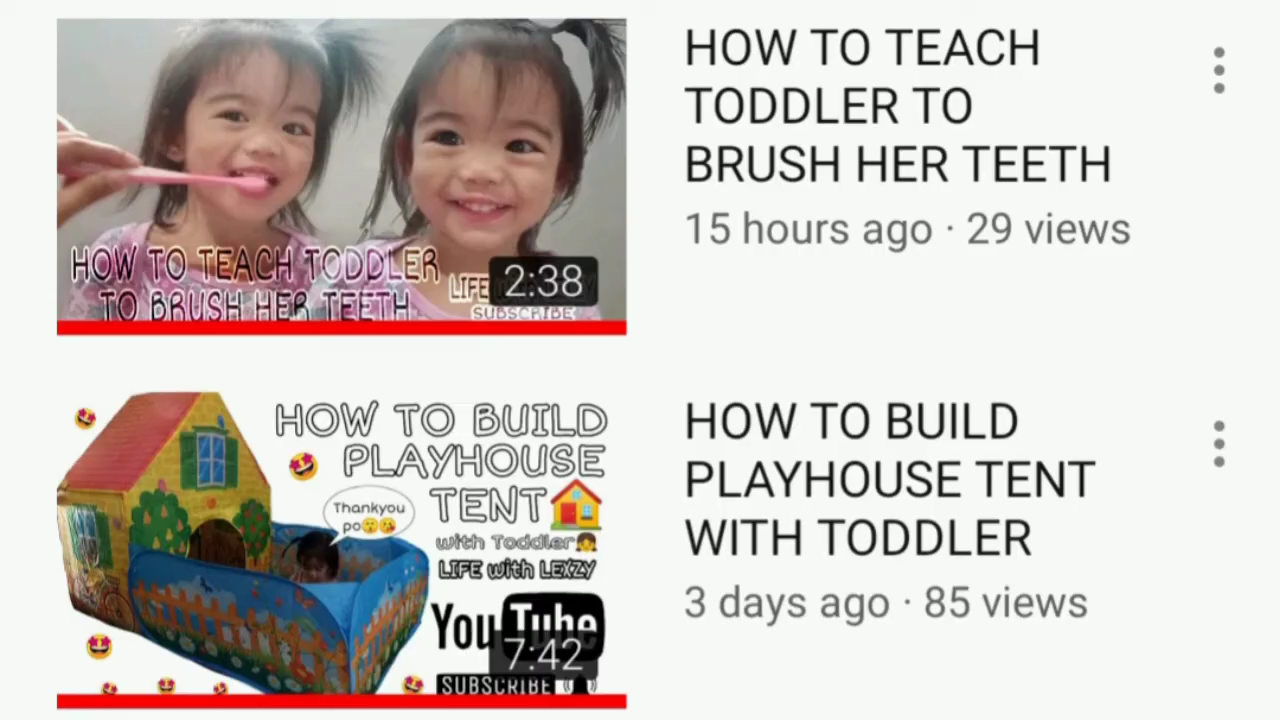 HOW TO TEACH TODDLER
TO BRUSH HER TEETH
LIFE
SUBSCRIBE
2:38
HOW TO TEACH
TODDLER TO
BRUSH HER TEETH
15 hours ago · 29 views
HOW TO BUILD
PLAYHOUSE
TENT
Thankyou
po
with Toddler
LIFE with LEXZY
YouTube
7:42
SUBSCRIBE
HOW TO BUILD
PLAYHOUSE TENT
WITH TODDLER
3 days ago · 85 views